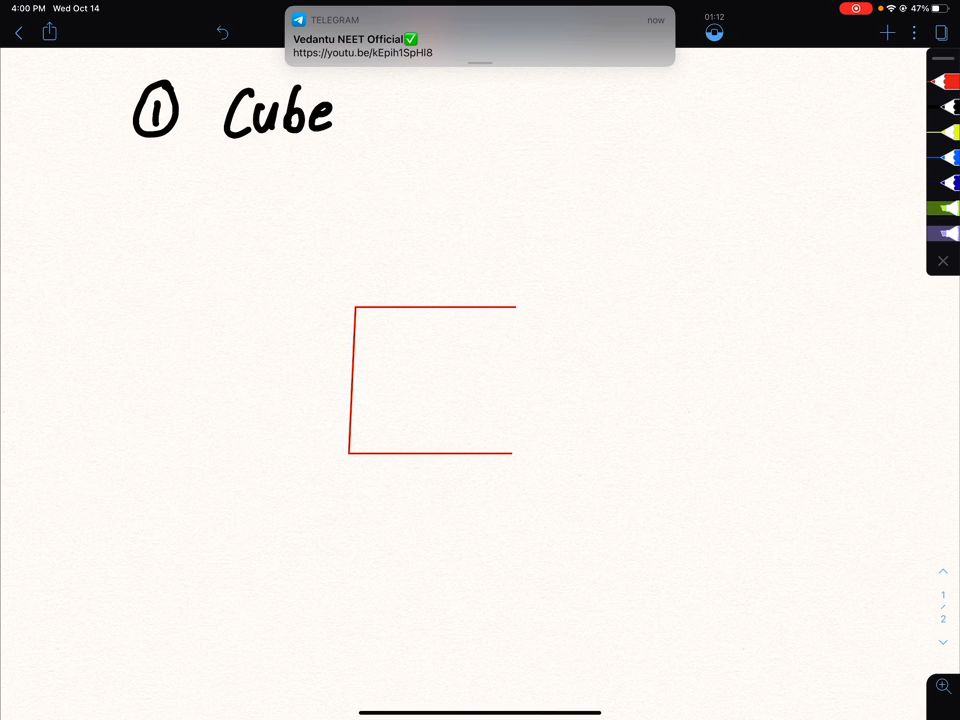 4:00 PM Wed Oct 14
47%
TELEGRAM
now
Vedantu NEET Official✅
https://youtu.be/kEpih1SpHI8
01:12
① Cube
1
/
2